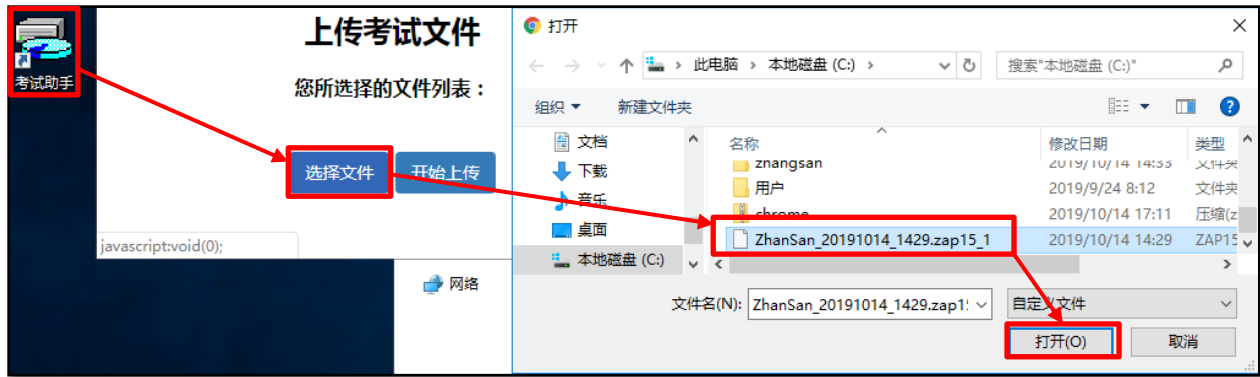 考试助手
上传考试文件
您所选择的文件列表：
选择文件
开始上传
javascript:void(0);
网络
打开
此电脑 › 本地磁盘 (C:) ›
搜索"本地磁盘 (C:)"
组织
新建文件夹
文档
下载
音乐
桌面
本地磁盘 (C:)
名称 修改日期 类型
zhangsan 2019/10/14 14:33 文件夹
用户 2019/9/24 8:12 文件夹
chrome 2019/10/14 17:11 压缩(z
ZhanSan_20191014_1429.zap15_1 2019/10/14 14:29 ZAP15
文件名(N): ZhanSan_20191014_1429.zap1! 自定义文件
打开(O)
取消